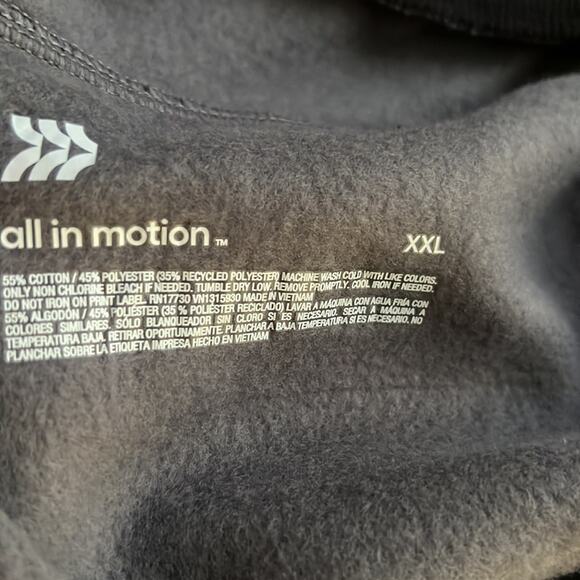 all in motion™
XXL
55% COTTON / 45% POLYESTER (35% RECYCLED POLYESTER) MACHINE WASH COLD WITH LIKE COLORS.
ONLY NON CHLORINE BLEACH IF NEEDED. TUMBLE DRY LOW. REMOVE PROMPTLY. COOL IRON IF NEEDED.
DO NOT IRON ON PRINT LABEL. RN17730 VN1315930 MADE IN VIETNAM
55% ALGODÓN / 45% POLIÉSTER (35 % POLIÉSTER RECICLADO) LAVAR A MÁQUINA CON AGUA FRÍA CON
COLORES SIMILARES. SÓLO BLANQUEADOR SIN CLORO SI ES NECESARIO. SECAR A MÁQUINA A
TEMPERATURA BAJA. RETIRAR OPORTUNAMENTE. PLANCHAR A BAJA TEMPERATURA SI ES NECESARIO. NO
PLANCHAR SOBRE LA ETIQUETA IMPRESA HECHO EN VIETNAM